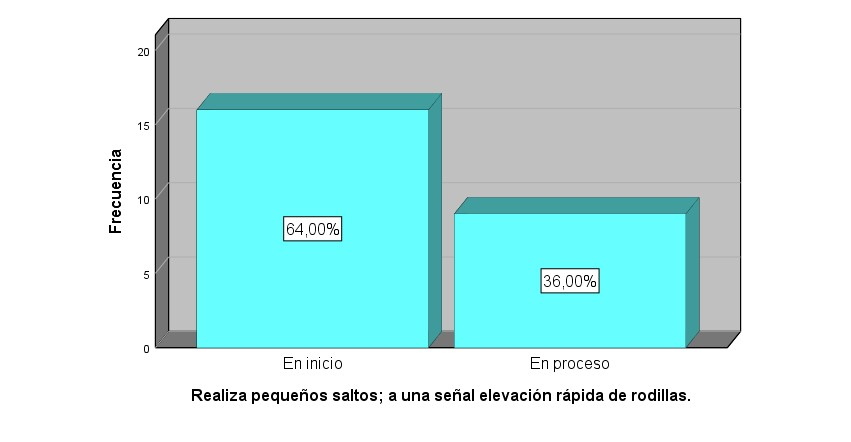 Frecuencia
20
15
10
5
0
64,00%
36,00%
En inicio
En proceso
Realiza pequeños saltos; a una señal elevación rápida de rodillas.